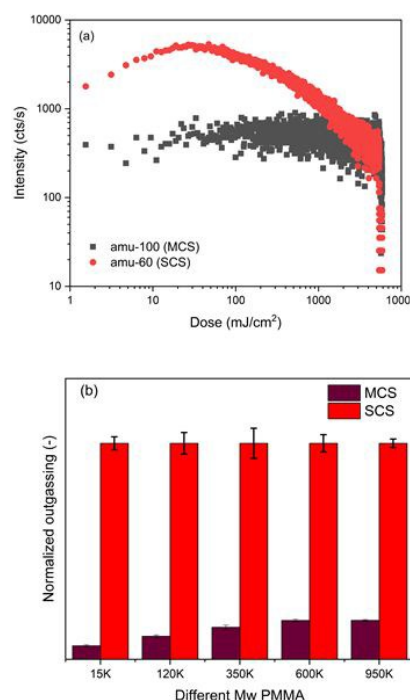 (a)
10000
1000
100
10
Intensity (cts/s)
amu-100 (MCS)
amu-60 (SCS)
1 10 100 1000 10000
Dose (mJ/cm²)
(b)
MCS
SCS
Normalized outgassing (-)
15K 120K 350K 600K 950K
Different Mw PMMA